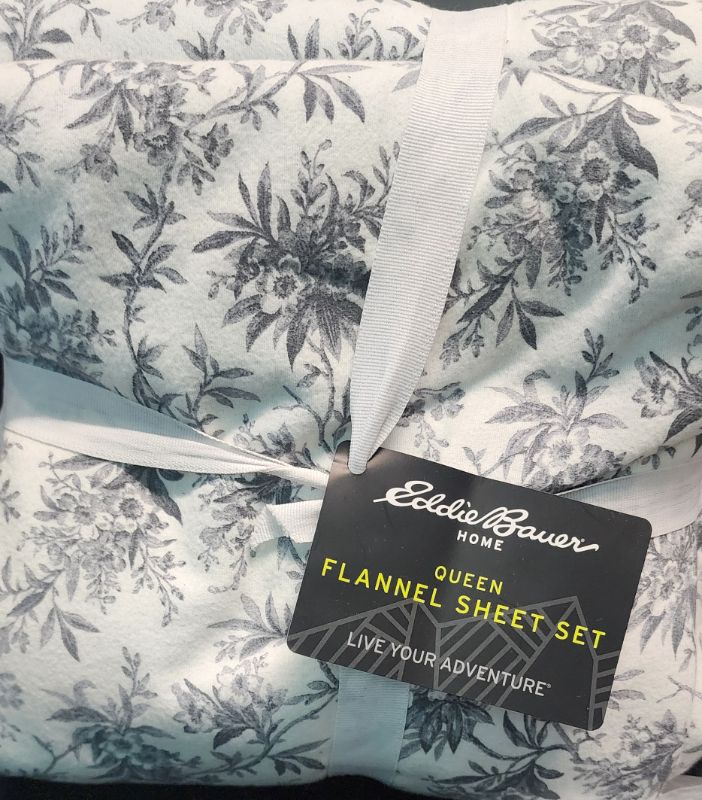 Eddie Bauer
HOME
QUEEN
FLANNEL SHEET SET
LIVE YOUR ADVENTURE®